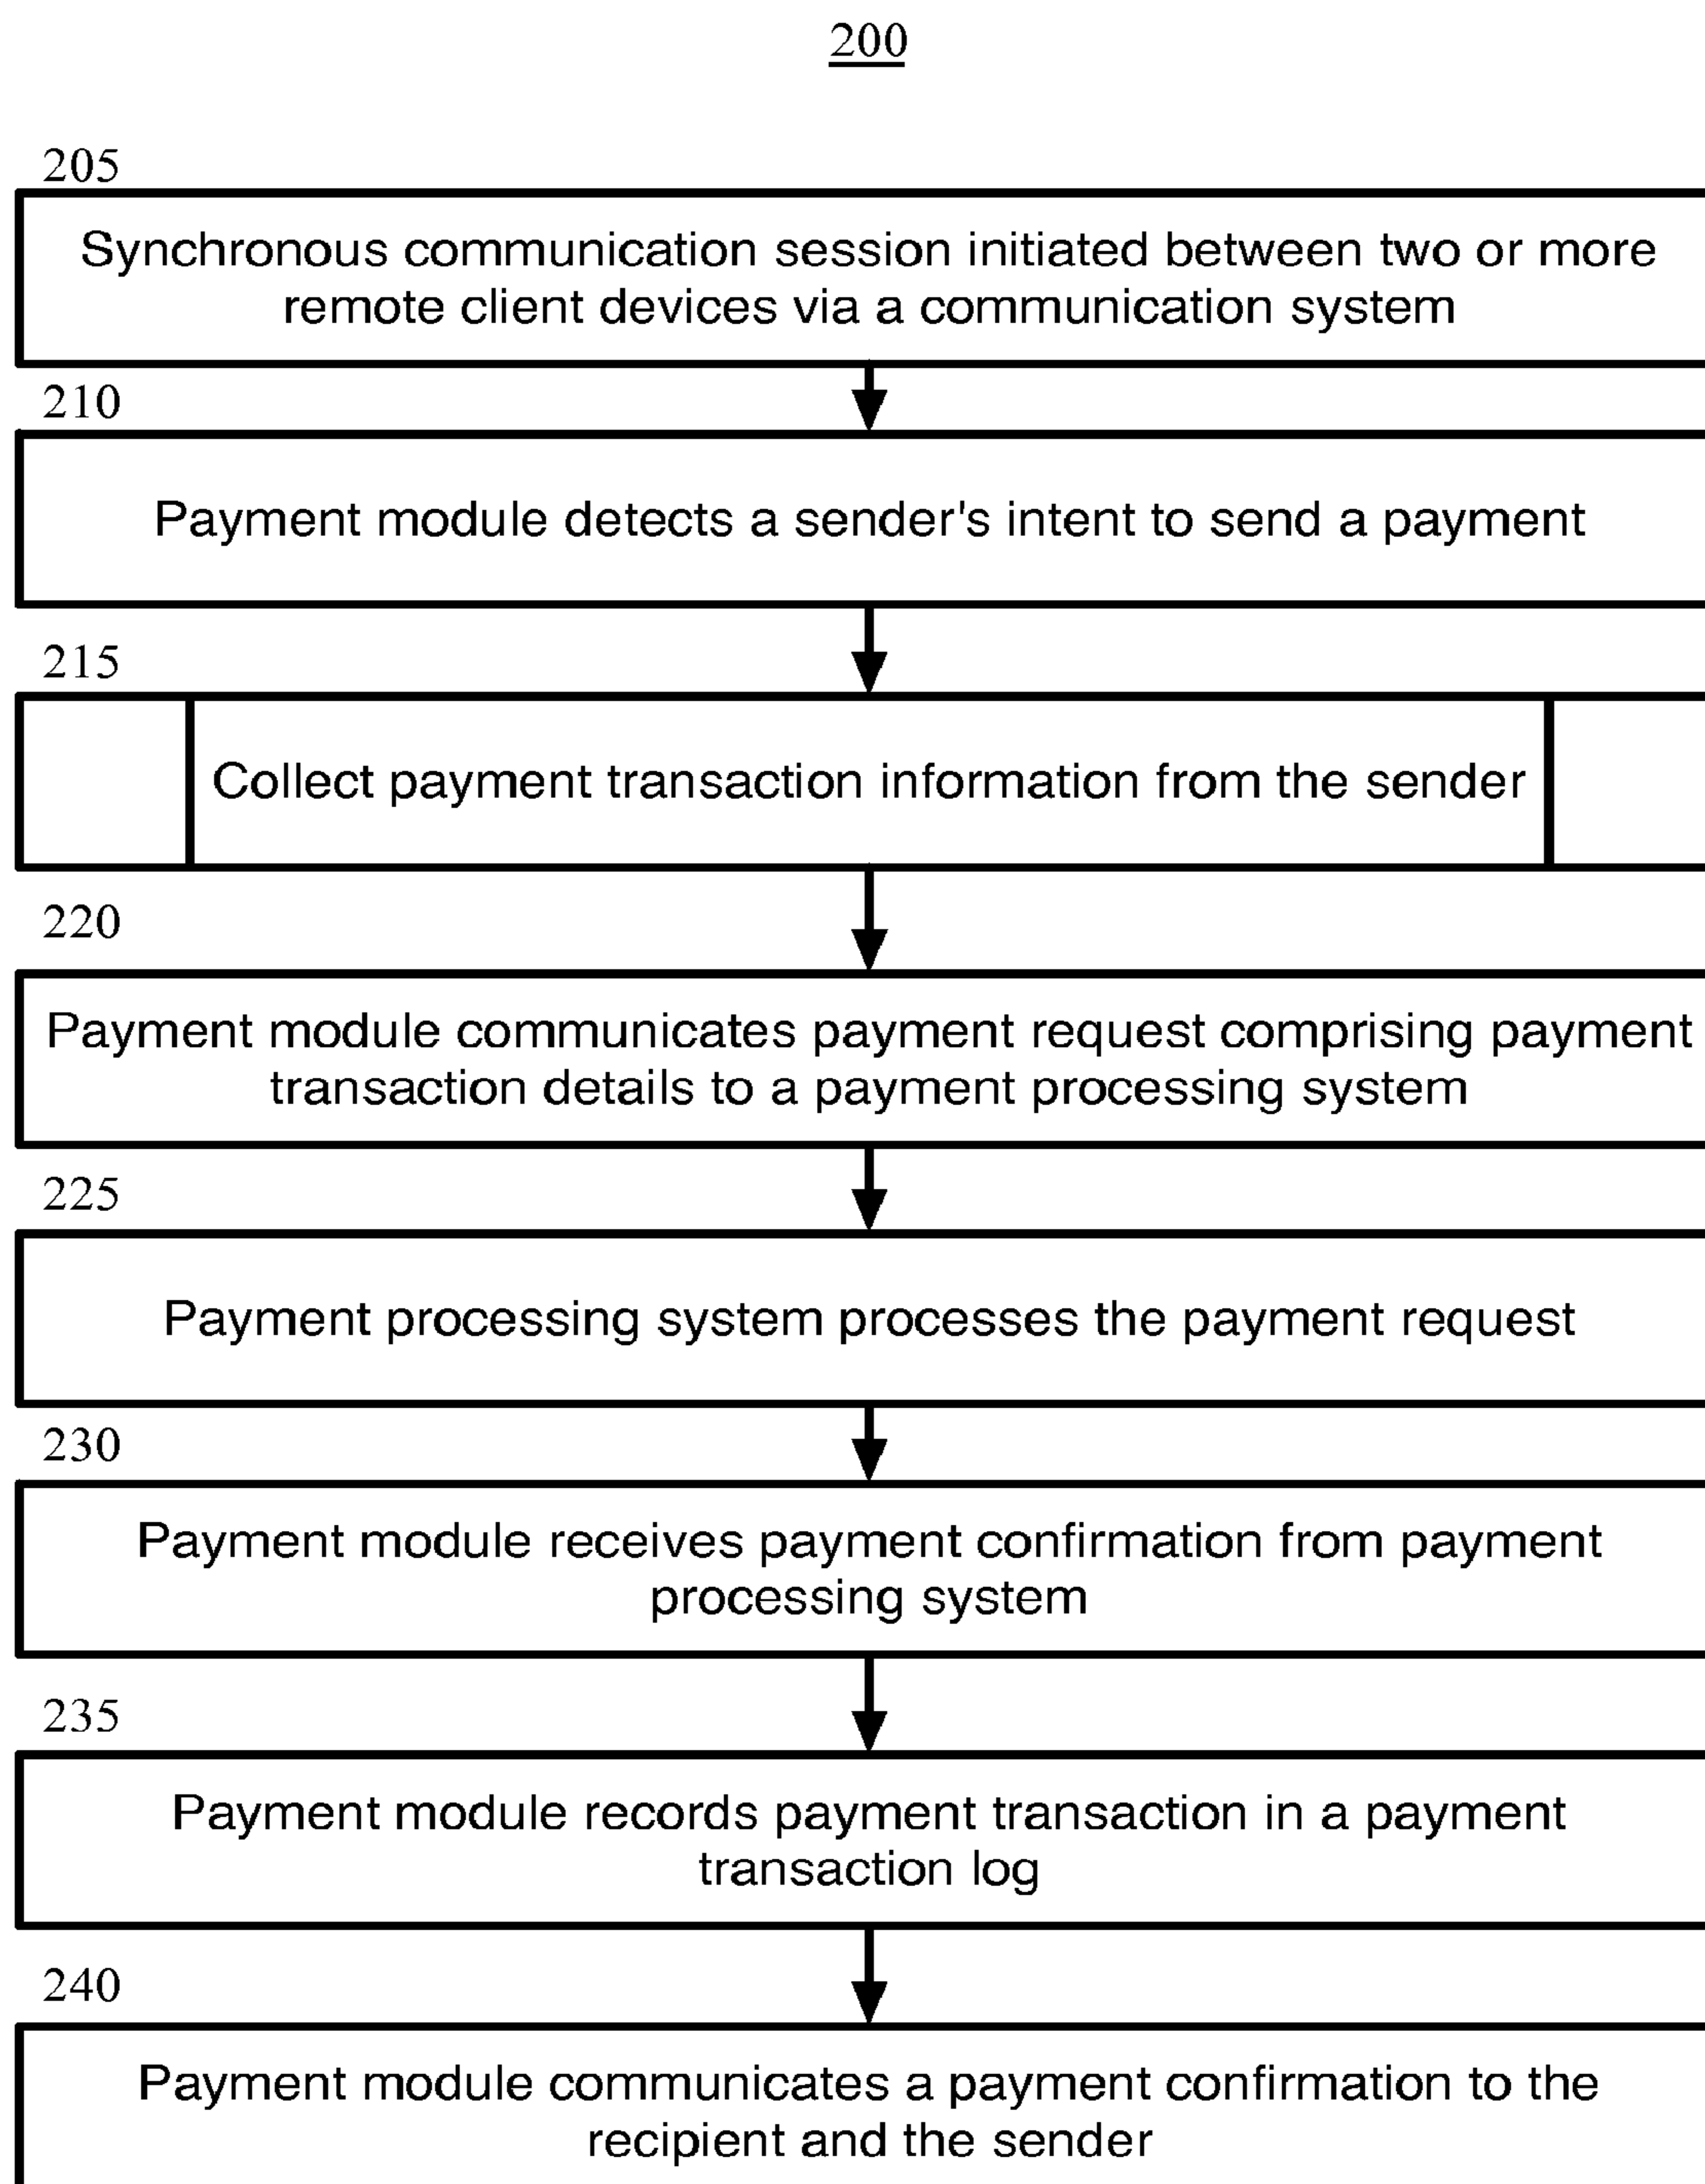 200
205
Synchronous communication session initiated between two or more
remote client devices via a communication system
210
Payment module detects a sender's intent to send a payment
215
Collect payment transaction information from the sender
220
Payment module communicates payment request comprising payment
transaction details to a payment processing system
225
Payment processing system processes the payment request
230
Payment module receives payment confirmation from payment
processing system
235
Payment module records payment transaction in a payment
transaction log
240
Payment module communicates a payment confirmation to the
recipient and the sender